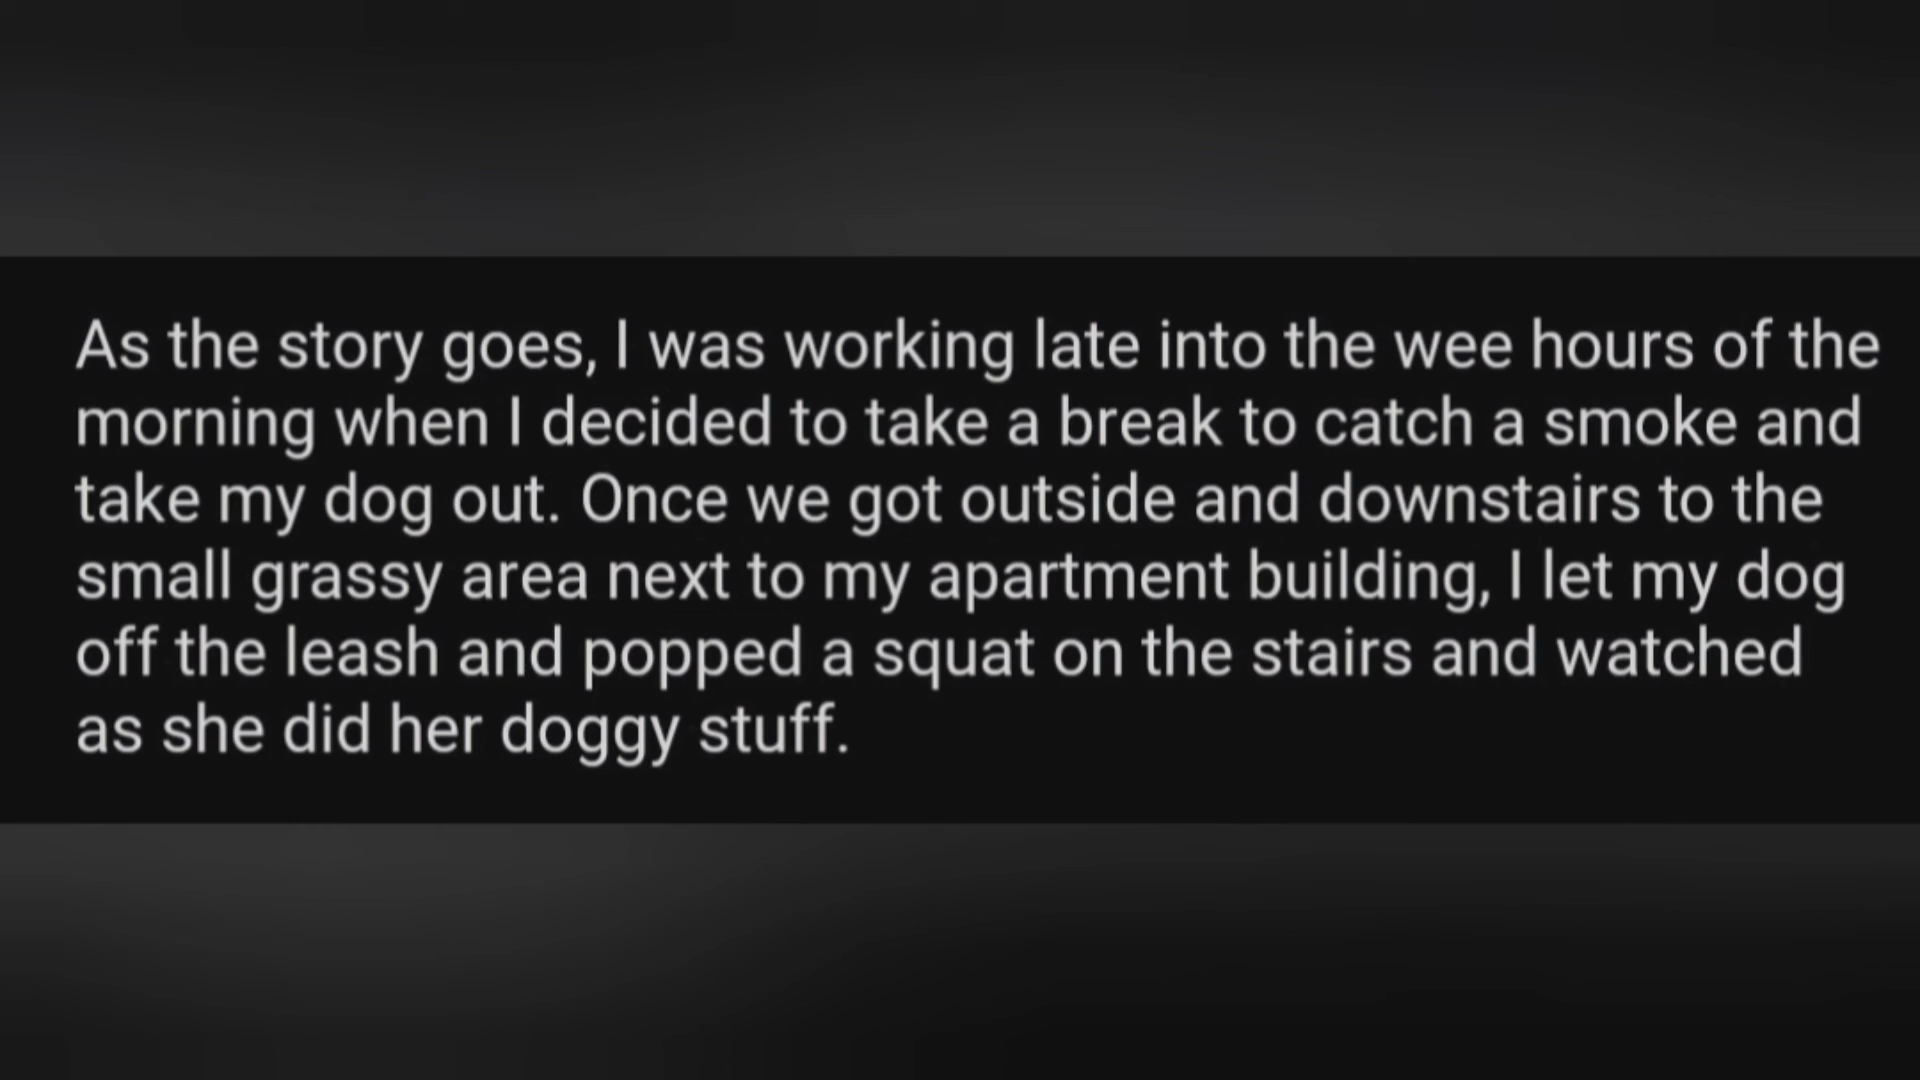 As the story goes, I was working late into the wee hours of the
morning when I decided to take a break to catch a smoke and
take my dog out. Once we got outside and downstairs to the
small grassy area next to my apartment building, I let my dog
off the leash and popped a squat on the stairs and watched
as she did her doggy stuff.